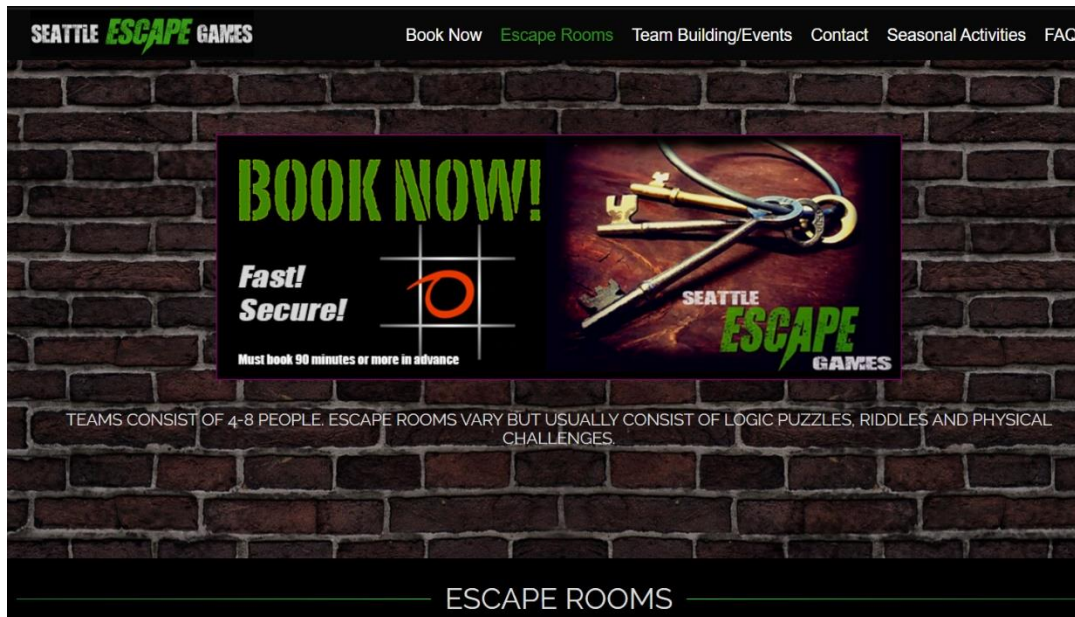 SEATTLE ESCAPE GAMES
Book Now Escape Rooms Team Building/Events Contact Seasonal Activities FAQ
BOOK NOW!
Fast!
Secure!
Must book 90 minutes or more in advance
SEATTLE
ESCAPE
GAMES
TEAMS CONSIST OF 4-8 PEOPLE. ESCAPE ROOMS VARY BUT USUALLY CONSIST OF LOGIC PUZZLES, RIDDLES AND PHYSICAL
CHALLENGES.
ESCAPE ROOMS